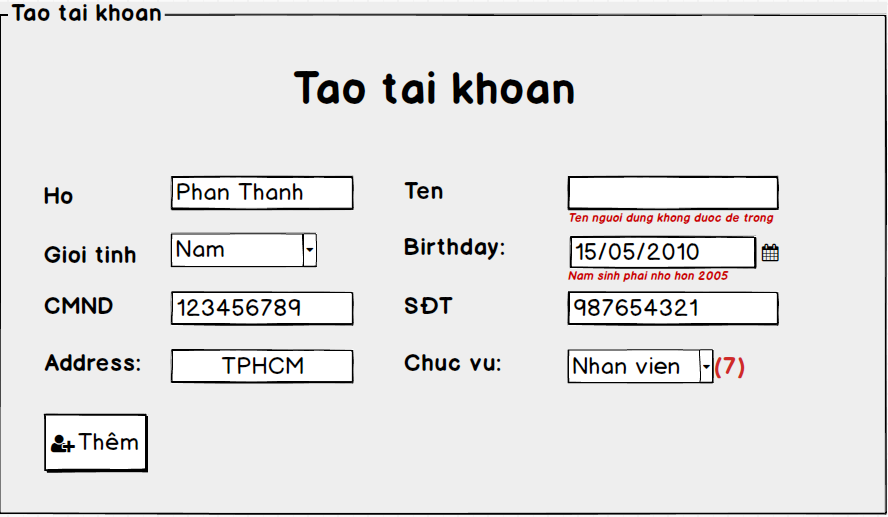 Tao tai khoan
Tao tai khoan
Ho
Phan Thanh
Ten
Ten nguoi dung khong duoc de trong
Gioi tinh
Nam
Birthday:
15/05/2010
Nam sinh phai nho hon 2005
CMND
123456789
SĐT
987654321
Address:
TPHCM
Chuc vu:
Nhan vien
(7)
Thêm